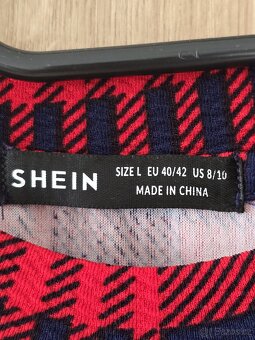 SHEIN
SIZE L EU 40/42 US 8/10
MADE IN CHINA